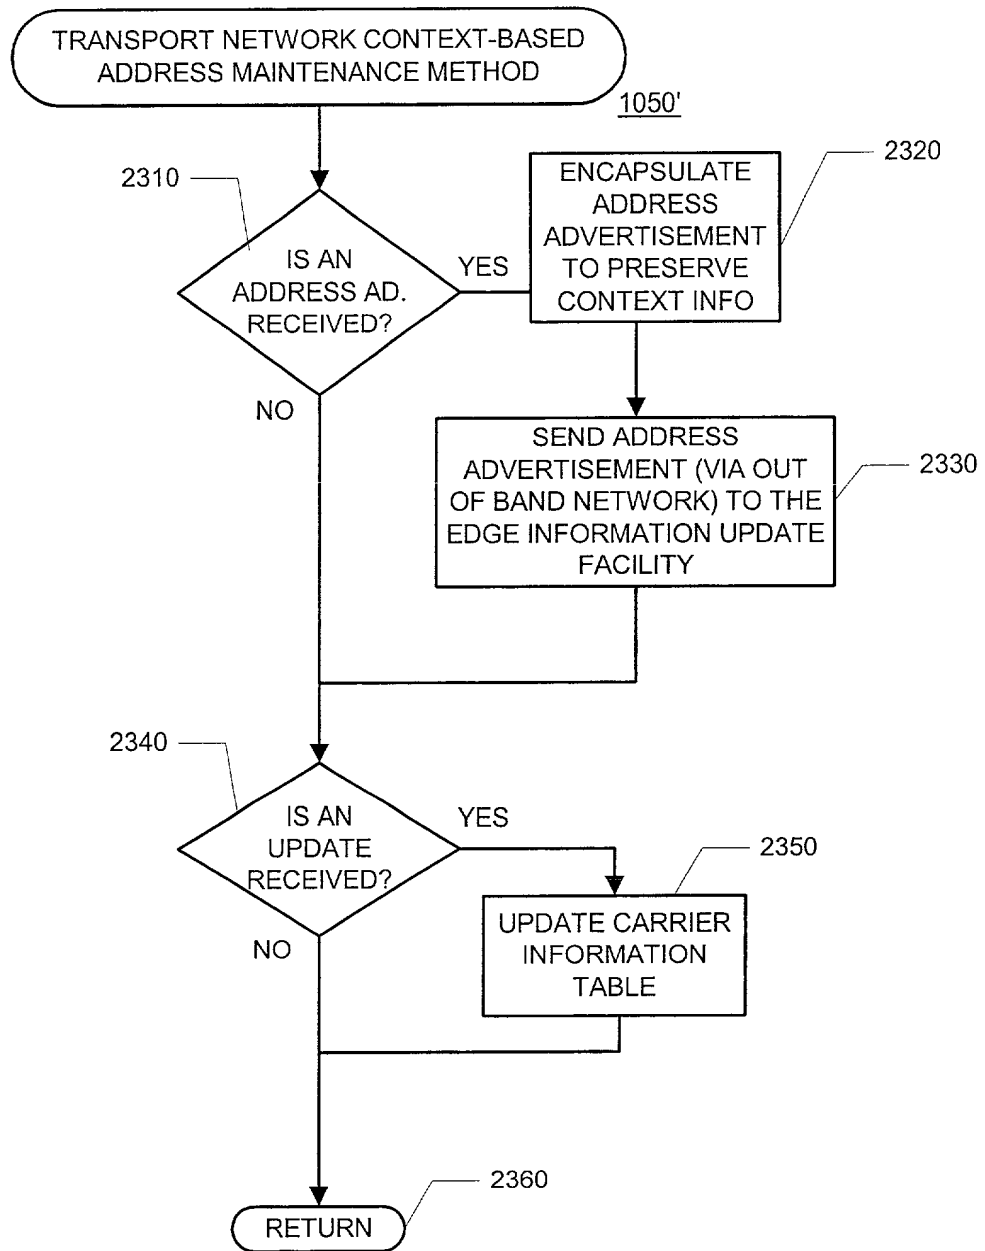 TRANSPORT NETWORK CONTEXT-BASED
ADDRESS MAINTENANCE METHOD
1050'
2310
IS AN
ADDRESS AD.
RECEIVED?
YES
NO
2320
ENCAPSULATE
ADDRESS
ADVERTISEMENT
TO PRESERVE
CONTEXT INFO
2330
SEND ADDRESS
ADVERTISEMENT (VIA OUT
OF BAND NETWORK) TO THE
EDGE INFORMATION UPDATE
FACILITY
2340
IS AN
UPDATE
RECEIVED?
YES
NO
2350
UPDATE CARRIER
INFORMATION
TABLE
2360
RETURN